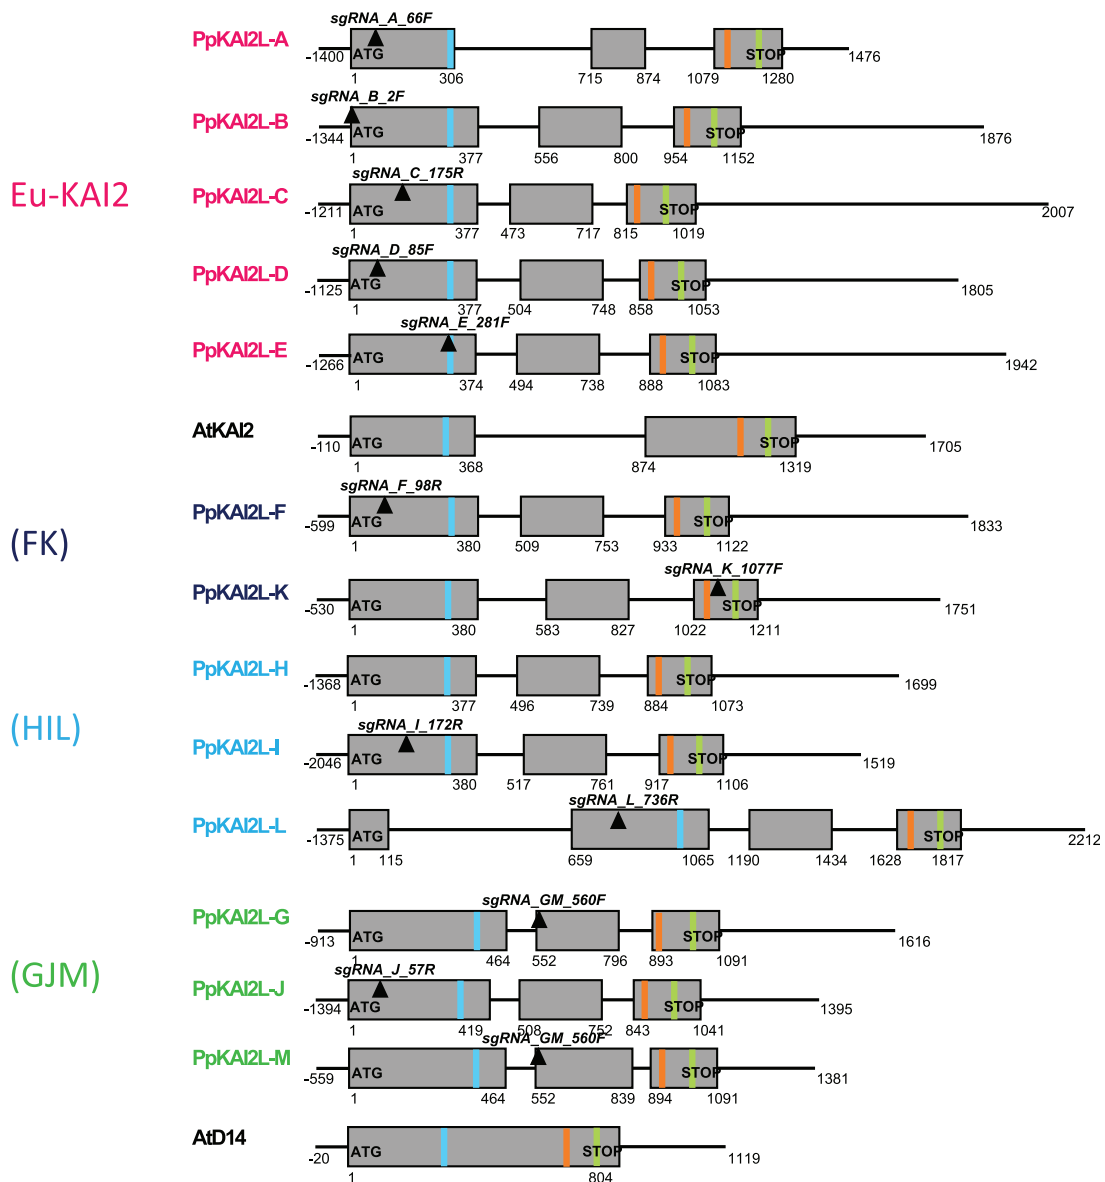 sgRNA_A_66F
PpKAI2L-A
ATG
STOP
-1400
1476
1 306 715 874 1079 1280
sgRNA_B_2F
PpKAI2L-B
ATG
STOP
-1344
1876
1 377 556 800 954 1152
Eu-KAI2
sgRNA_C_175R
PpKAI2L-C
ATG
STOP
-1211
2007
1 377 473 717 815 1019
sgRNA_D_85F
PpKAI2L-D
ATG
STOP
-1125
1805
1 377 504 748 858 1053
sgRNA_E_281F
PpKAI2L-E
ATG
STOP
-1266
1942
1 374 494 738 888 1083
AtKAI2
ATG
STOP
-110
1705
1 368 874 1319
(FK)
sgRNA_F_98R
PpKAI2L-F
ATG
STOP
-599
1833
1 380 509 753 933 1122
sgRNA_K_1077F
PpKAI2L-K
ATG
STOP
-530
1751
1 380 583 827 1022 1211
(HIL)
PpKAI2L-H
ATG
STOP
-1368
1699
1 377 496 739 884 1073
sgRNA_I_172R
PpKAI2L-I
ATG
STOP
-2046
1519
1 380 517 761 917 1106
sgRNA_L_736R
PpKAI2L-L
ATG
STOP
-1375
2212
1 115 659 1065 1190 1434 1628 1817
(GJM)
sgRNA_GM_560F
PpKAI2L-G
ATG
STOP
-913
1616
1 464 552 796 893 1091
sgRNA_J_57R
PpKAI2L-J
ATG
STOP
-1394
1395
1 419 508 752 843 1041
sgRNA_GM_560F
PpKAI2L-M
ATG
STOP
-559
1381
1 464 552 839 894 1091
AtD14
ATG
STOP
-20
1119
1 804